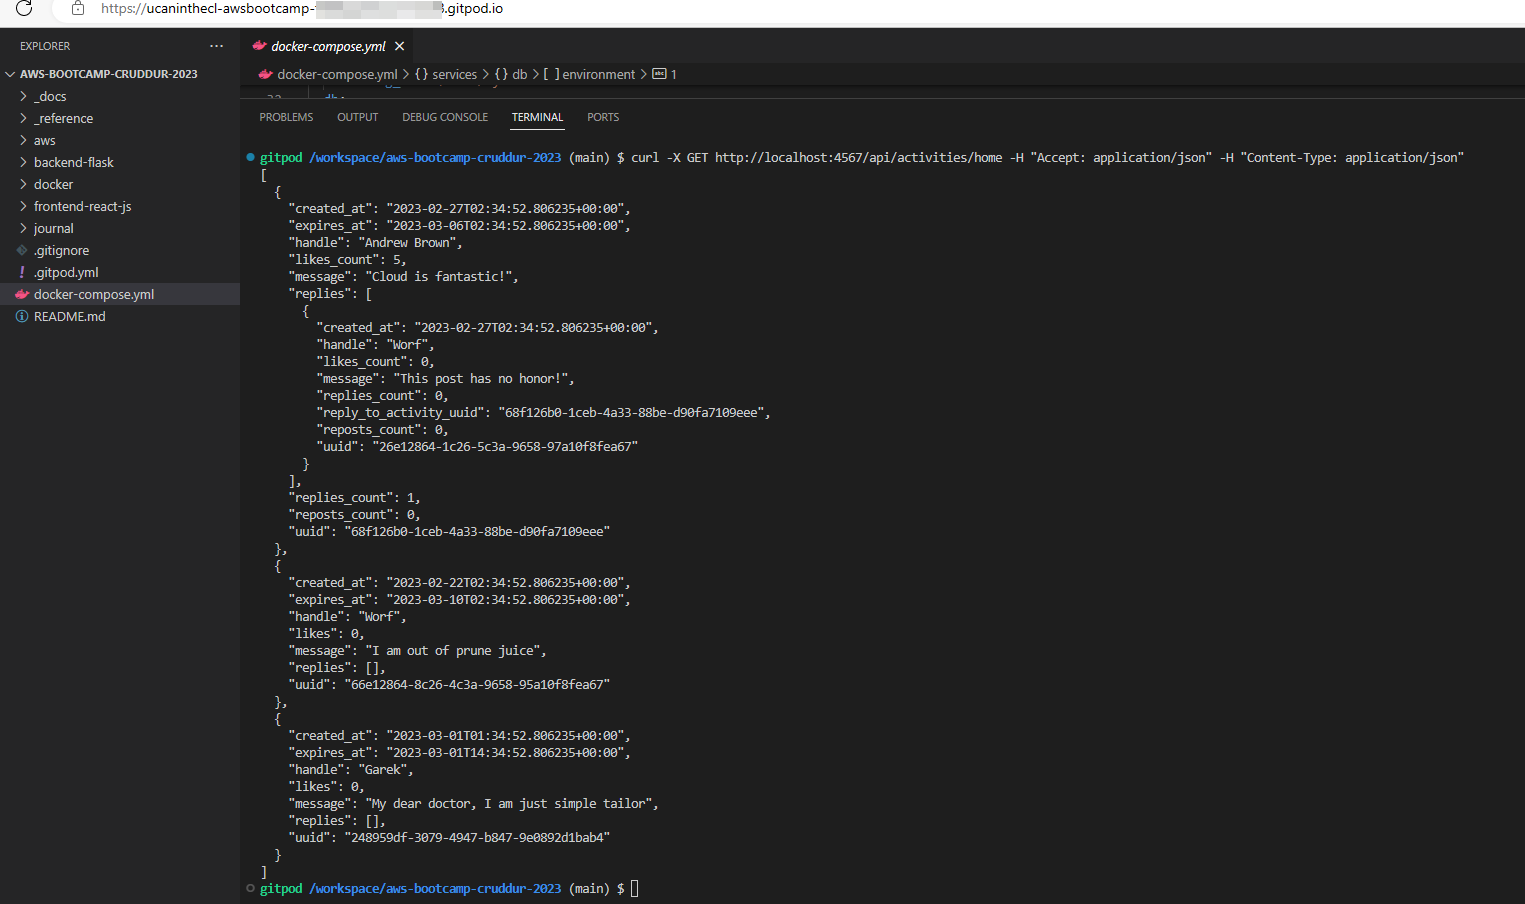 https://ucaninthecl-awsbootcamp-.gitpod.io
EXPLORER ···
docker-compose.yml
AWS-BOOTCAMP-CRUDDUR-2023
docker-compose.yml > {} services > {} db > [ ] environment > abc 1
_docs
_reference
aws
backend-flask
docker
frontend-react-js
journal
.gitignore
.gitpod.yml
docker-compose.yml
README.md
PROBLEMS OUTPUT DEBUG CONSOLE TERMINAL PORTS
gitpod /workspace/aws-bootcamp-cruddur-2023 (main) $ curl -X GET http://localhost:4567/api/activities/home -H "Accept: application/json" -H "Content-Type: application/json"
[
  {
    "created_at": "2023-02-27T02:34:52.806235+00:00",
    "expires_at": "2023-03-06T02:34:52.806235+00:00",
    "handle": "Andrew Brown",
    "likes_count": 5,
    "message": "Cloud is fantastic!",
    "replies": [
      {
        "created_at": "2023-02-27T02:34:52.806235+00:00",
        "handle": "Worf",
        "likes_count": 0,
        "message": "This post has no honor!",
        "replies_count": 0,
        "reply_to_activity_uuid": "68f126b0-1ceb-4a33-88be-d90fa7109eee",
        "reposts_count": 0,
        "uuid": "26e12864-1c26-5c3a-9658-97a10f8fea67"
      }
    ],
    "replies_count": 1,
    "reposts_count": 0,
    "uuid": "68f126b0-1ceb-4a33-88be-d90fa7109eee"
  },
  {
    "created_at": "2023-02-22T02:34:52.806235+00:00",
    "expires_at": "2023-03-10T02:34:52.806235+00:00",
    "handle": "Worf",
    "likes": 0,
    "message": "I am out of prune juice",
    "replies": [],
    "uuid": "66e12864-8c26-4c3a-9658-95a10f8fea67"
  },
  {
    "created_at": "2023-03-01T01:34:52.806235+00:00",
    "expires_at": "2023-03-01T14:34:52.806235+00:00",
    "handle": "Garek",
    "likes": 0,
    "message": "My dear doctor, I am just simple tailor",
    "replies": [],
    "uuid": "248959df-3079-4947-b847-9e0892d1bab4"
  }
]
gitpod /workspace/aws-bootcamp-cruddur-2023 (main) $